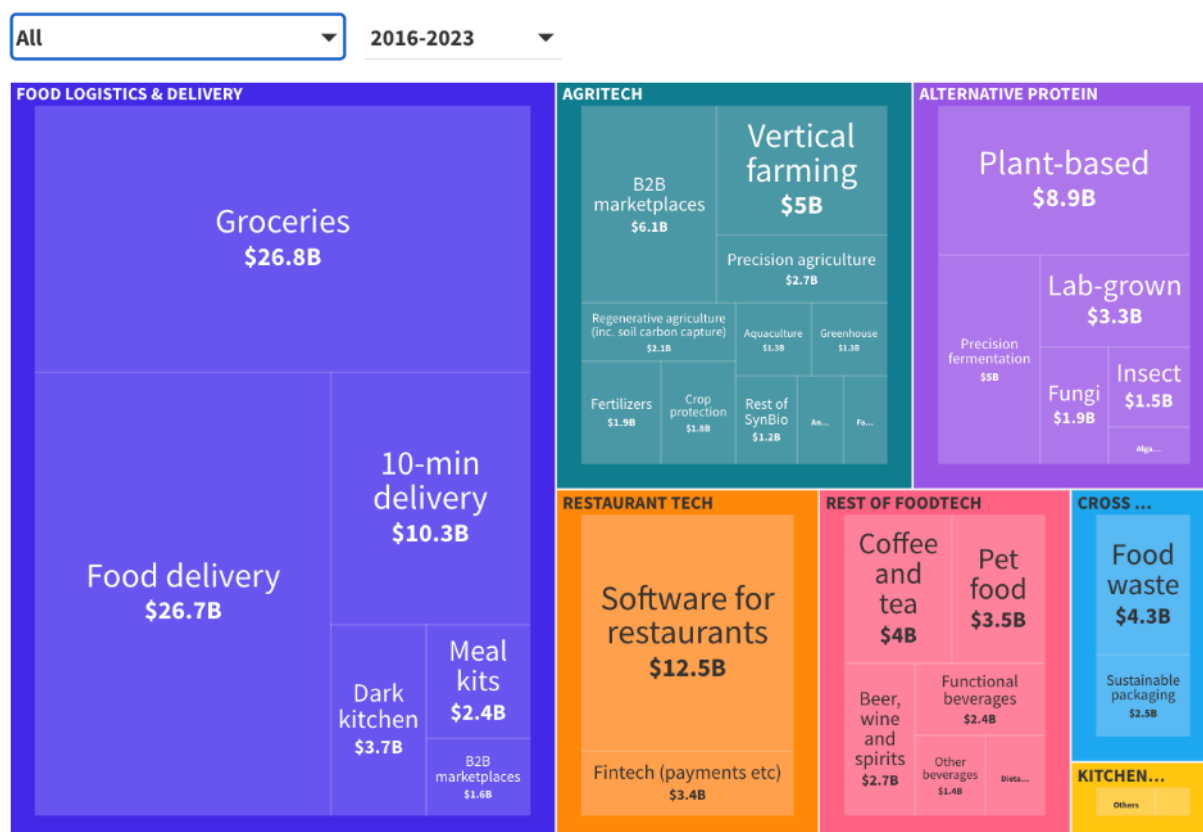 All
2016-2023
FOOD LOGISTICS & DELIVERY
Groceries
$26.8B
Food delivery
$26.7B
10-min
delivery
$10.3B
Dark
kitchen
$3.7B
Meal
kits
$2.4B
B2B
marketplaces
$1.6B
AGRITECH
B2B
marketplaces
$6.1B
Vertical
farming
$5B
Precision agriculture
$2.7B
Regenerative agriculture
(inc. soil carbon capture)
$2.1B
Aquaculture
$1.3B
Greenhouse
$1.3B
Fertilizers
$1.9B
Crop
protection
$1.8B
Rest of
SynBio
$1.2B
An...
Fa...
ALTERNATIVE PROTEIN
Plant-based
$8.9B
Precision
fermentation
$5B
Lab-grown
$3.3B
Fungi
$1.9B
Insect
$1.5B
Alga...
RESTAURANT TECH
Software for
restaurants
$12.5B
Fintech (payments etc)
$3.4B
REST OF FOODTECH
Coffee
and
tea
$4B
Pet
food
$3.5B
Beer,
wine
and
spirits
$2.7B
Functional
beverages
$2.4B
Other
beverages
$1.4B
Dieta...
CROSS ...
Food
waste
$4.3B
Sustainable
packaging
$2.5B
KITCHEN...
Others